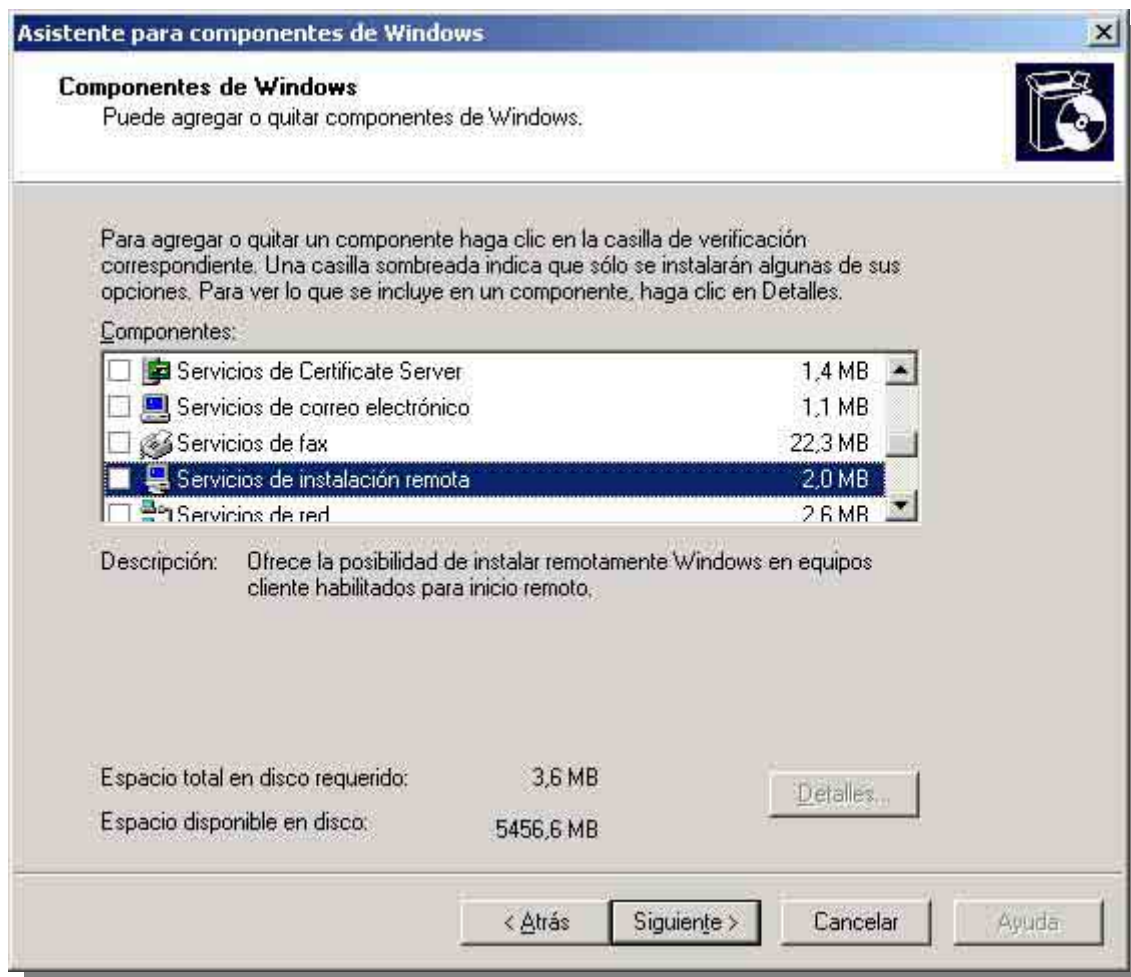 Asistente para componentes de Windows
Componentes de Windows
Puede agregar o quitar componentes de Windows.
Para agregar o quitar un componente haga clic en la casilla de verificación
correspondiente. Una casilla sombreada indica que sólo se instalarán algunas de sus
opciones. Para ver lo que se incluye en un componente, haga clic en Detalles.
Componentes:
Servicios de Certificate Server 1,4 MB
Servicios de correo electrónico 1,1 MB
Servicios de fax 22,3 MB
Servicios de instalación remota 2,0 MB
Servicios de red 2,6 MB
Descripción: Ofrece la posibilidad de instalar remotamente Windows en equipos
cliente habilitados para inicio remoto.
Espacio total en disco requerido: 3,6 MB
Detalles...
Espacio disponible en disco: 5456,6 MB
< Atrás Siguiente > Cancelar Ayuda